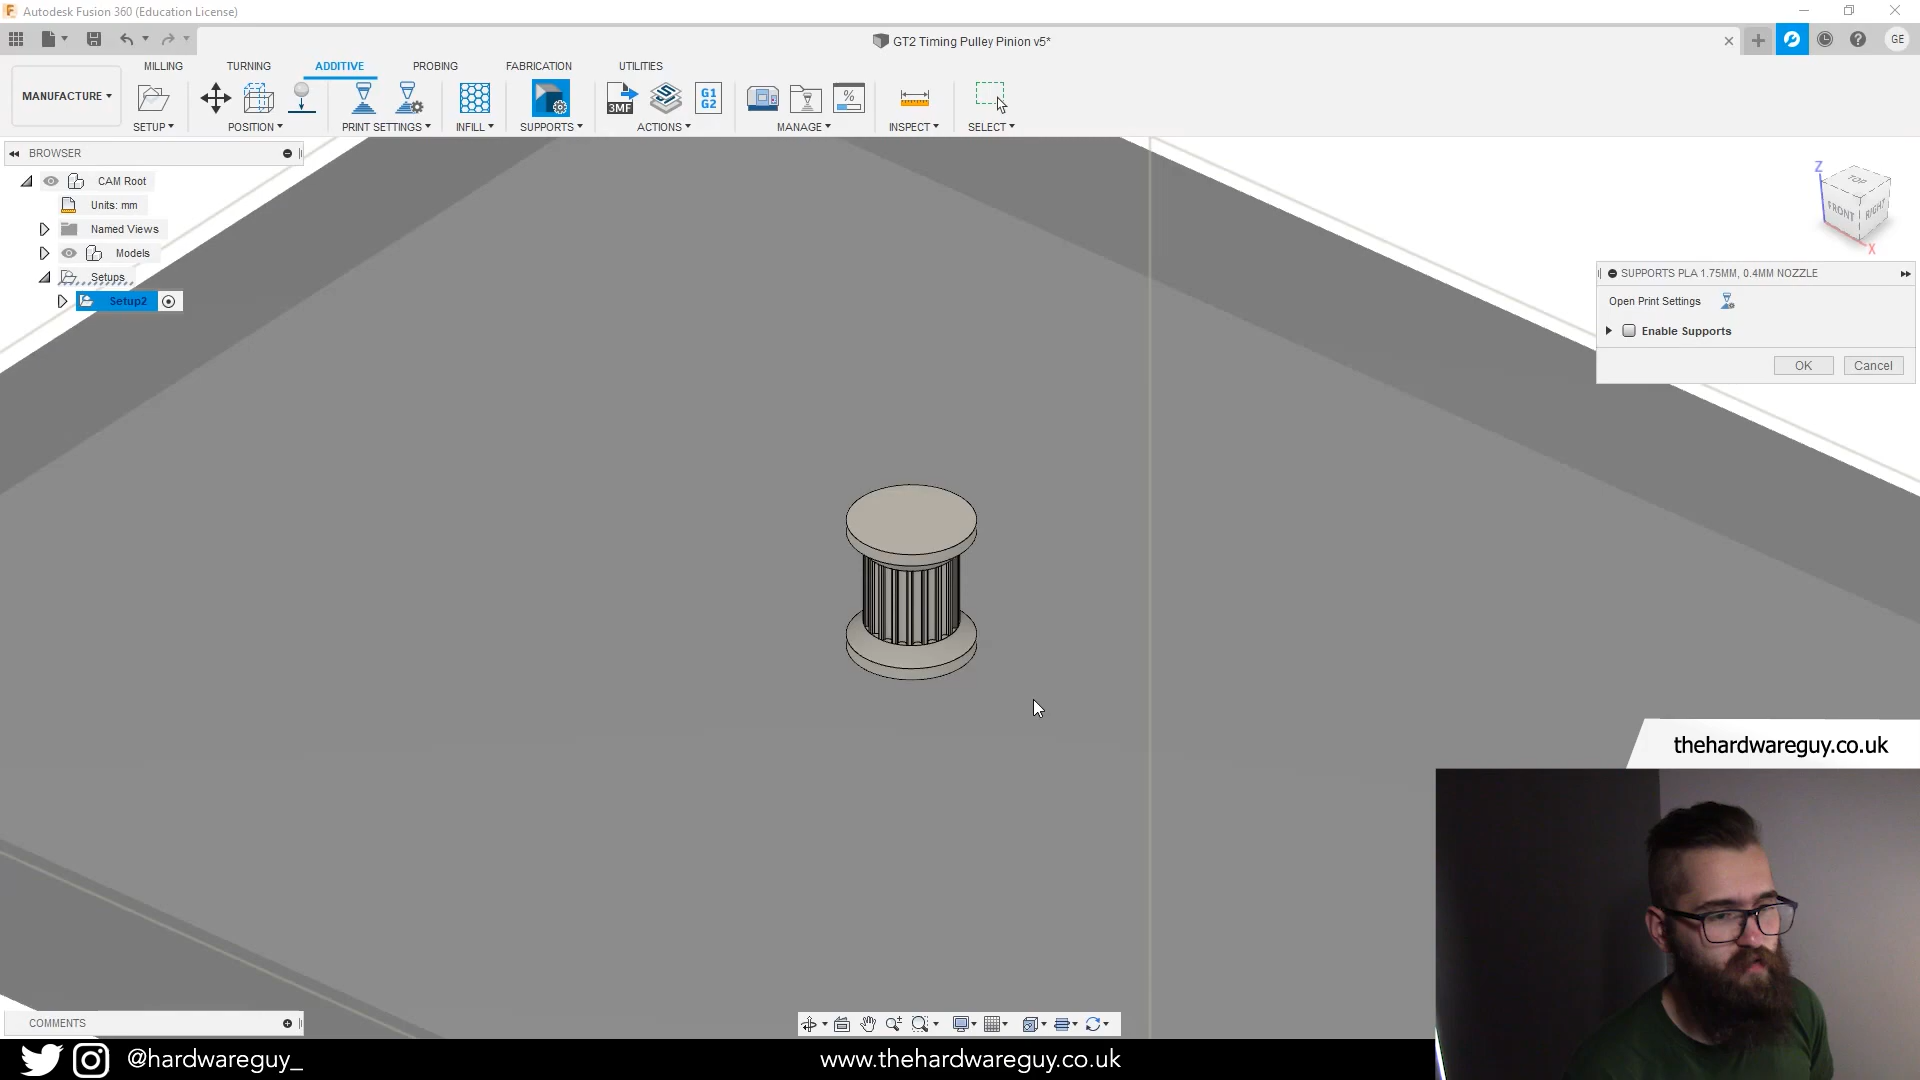 Autodesk Fusion 360 (Education License)
GT2 Timing Pulley Pinion v5*
GE
MILLING
TURNING
ADDITIVE
PROBING
FABRICATION
UTILITIES
MANUFACTURE
3MF
G1
G2
%
SETUP
POSITION
PRINT SETTINGS
INFILL
SUPPORTS
ACTIONS
MANAGE
INSPECT
SELECT
BROWSER
CAM Root
Units: mm
Named Views
Models
Setups
Setup2
Z
TOP
FRONT
RIGHT
X
SUPPORTS PLA 1.75MM, 0.4MM NOZZLE
Open Print Settings
Enable Supports
OK
Cancel
thehardwareguy.co.uk
COMMENTS
@hardwareguy_
www.thehardwareguy.co.uk